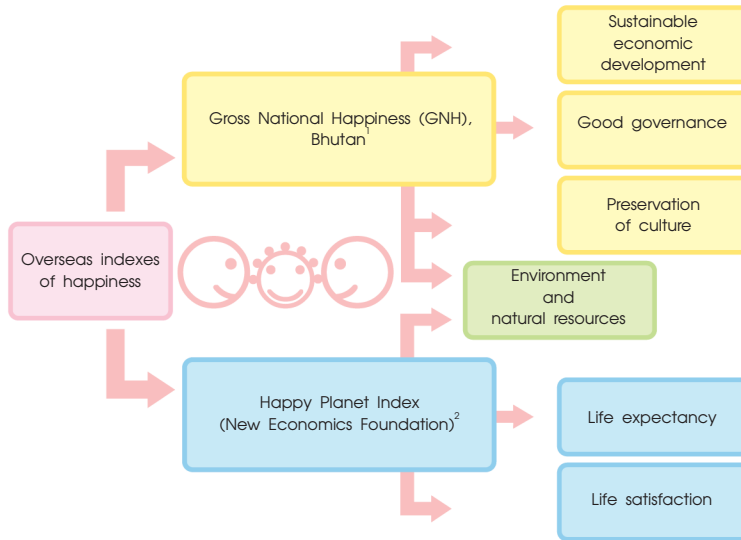 Sustainable
economic
development
Gross National Happiness (GNH),
Bhutan1
Good governance
Preservation
of culture
Overseas indexes
of happiness
Environment
and
natural resources
Happy Planet Index
(New Economics Foundation)2
Life expectancy
Life satisfaction